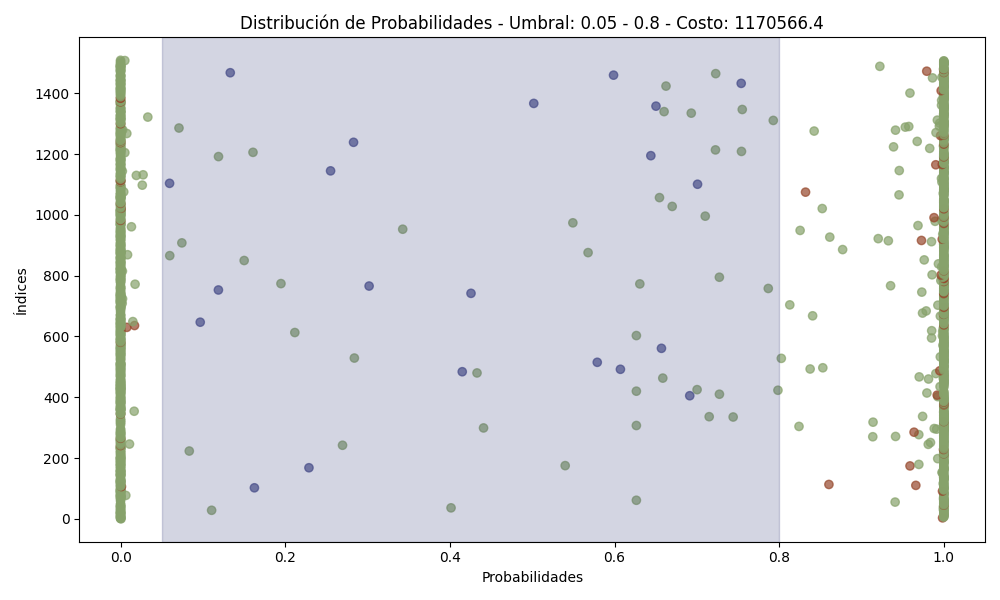 Distribución de Probabilidades - Umbral: 0.05 - 0.8 - Costo: 1170566.4
Índices
1400
1200
1000
800
600
400
200
0
0.0 0.2 0.4 0.6 0.8 1.0
Probabilidades